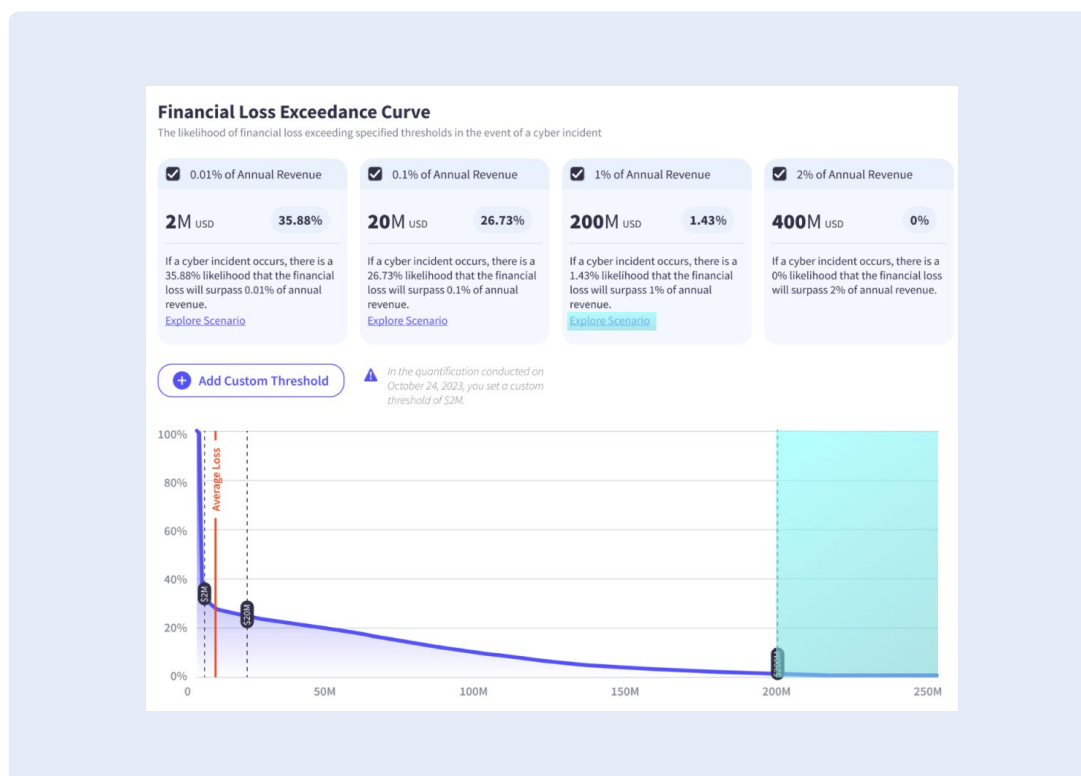 Financial Loss Exceedance Curve
The likelihood of financial loss exceeding specified thresholds in the event of a cyber incident
0.01% of Annual Revenue
2M USD 35.88%
If a cyber incident occurs, there is a
35.88% likelihood that the financial
loss will surpass 0.01% of annual
revenue.
Explore Scenario
0.1% of Annual Revenue
20M USD 26.73%
If a cyber incident occurs, there is a
26.73% likelihood that the financial
loss will surpass 0.1% of annual
revenue.
Explore Scenario
1% of Annual Revenue
200M USD 1.43%
If a cyber incident occurs, there is a
1.43% likelihood that the financial
loss will surpass 1% of annual
revenue.
Explore Scenario
2% of Annual Revenue
400M USD 0%
If a cyber incident occurs, there is a
0% likelihood that the financial loss
will surpass 2% of annual revenue.
Add Custom Threshold
In the quantification conducted on
October 24, 2023, you set a custom
threshold of $2M.
100%
80%
60%
40%
20%
0%
Average Loss
$2M
$20M
$200M
0 50M 100M 150M 200M 250M